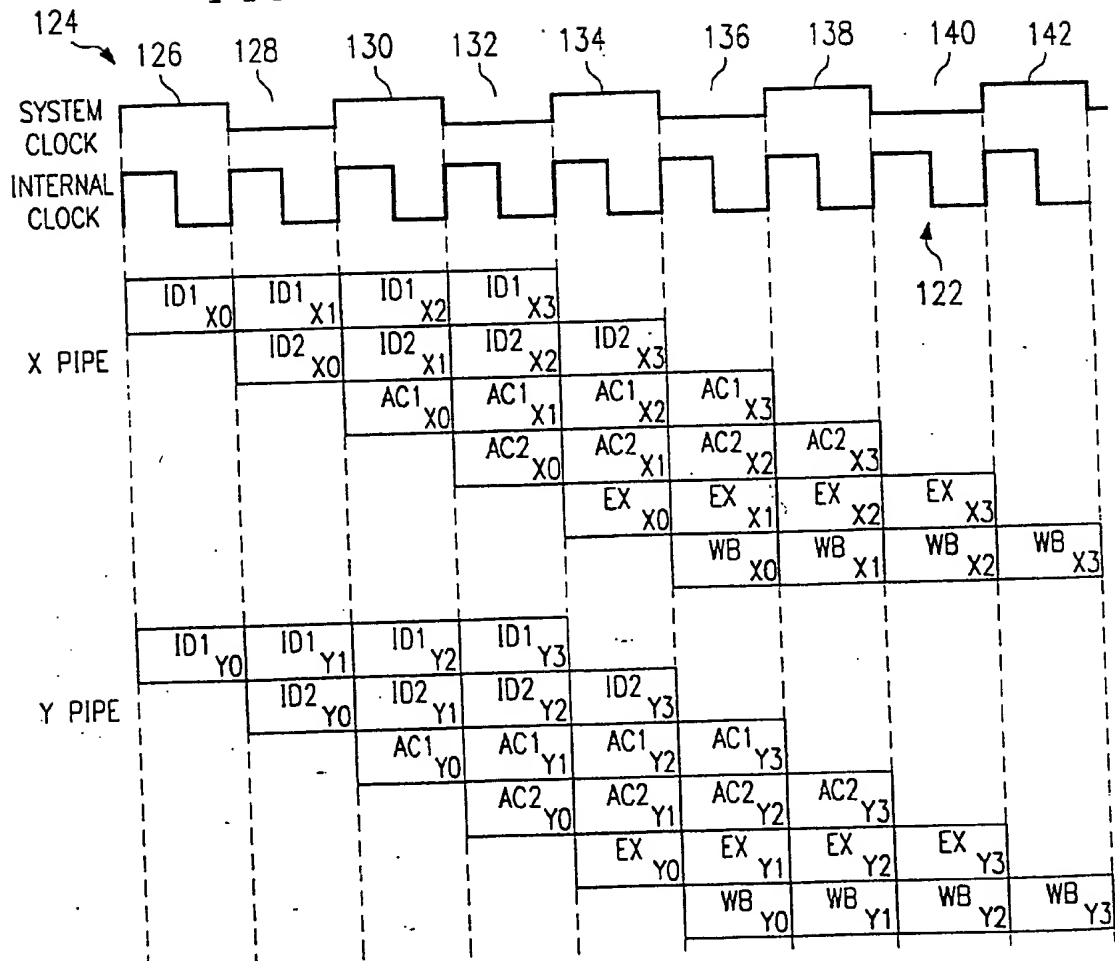 124
126 128 130 132 134 136 138 140 142
SYSTEM
CLOCK
INTERNAL
CLOCK
122
ID1 X0 ID1 X1 ID1 X2 ID1 X3
X PIPE
ID2 X0 ID2 X1 ID2 X2 ID2 X3
AC1 X0 AC1 X1 AC1 X2 AC1 X3
AC2 X0 AC2 X1 AC2 X2 AC2 X3
EX X0 EX X1 EX X2 EX X3
WB X0 WB X1 WB X2 WB X3
ID1 Y0 ID1 Y1 ID1 Y2 ID1 Y3
Y PIPE
ID2 Y0 ID2 Y1 ID2 Y2 ID2 Y3
AC1 Y0 AC1 Y1 AC1 Y2 AC1 Y3
AC2 Y0 AC2 Y1 AC2 Y2 AC2 Y3
EX Y0 EX Y1 EX Y2 EX Y3
WB Y0 WB Y1 WB Y2 WB Y3